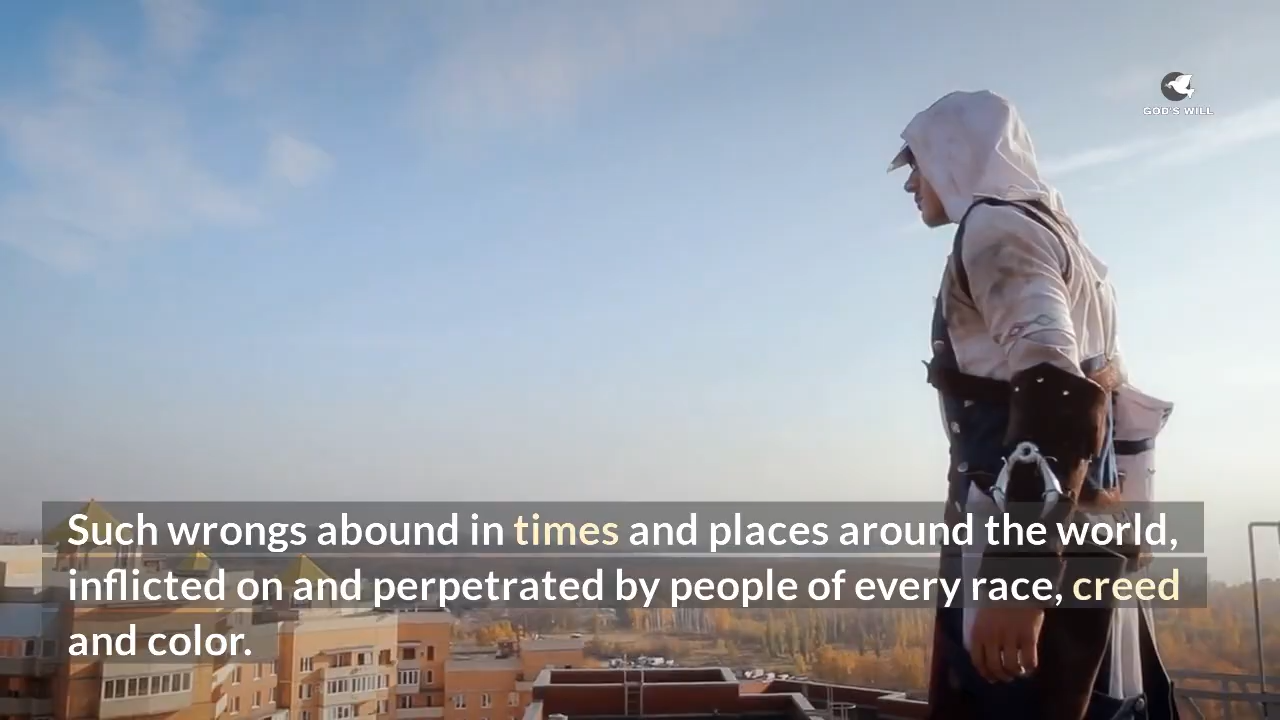 GOD'S WILL
Such wrongs abound in times and places around the world,
inflicted on and perpetrated by people of every race, creed
and color.